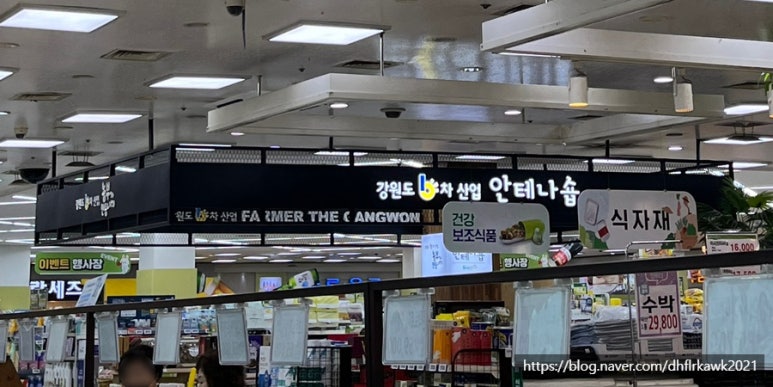 강원도 6차 산업 안테나숍
원도 6차 산업 FARMER THE GANGWON
건강
보조식품
식자재
EVENT
이벤트 행사장
행사장
16,000
수박
29,800
https://blog.naver.com/dhflrkawk2021